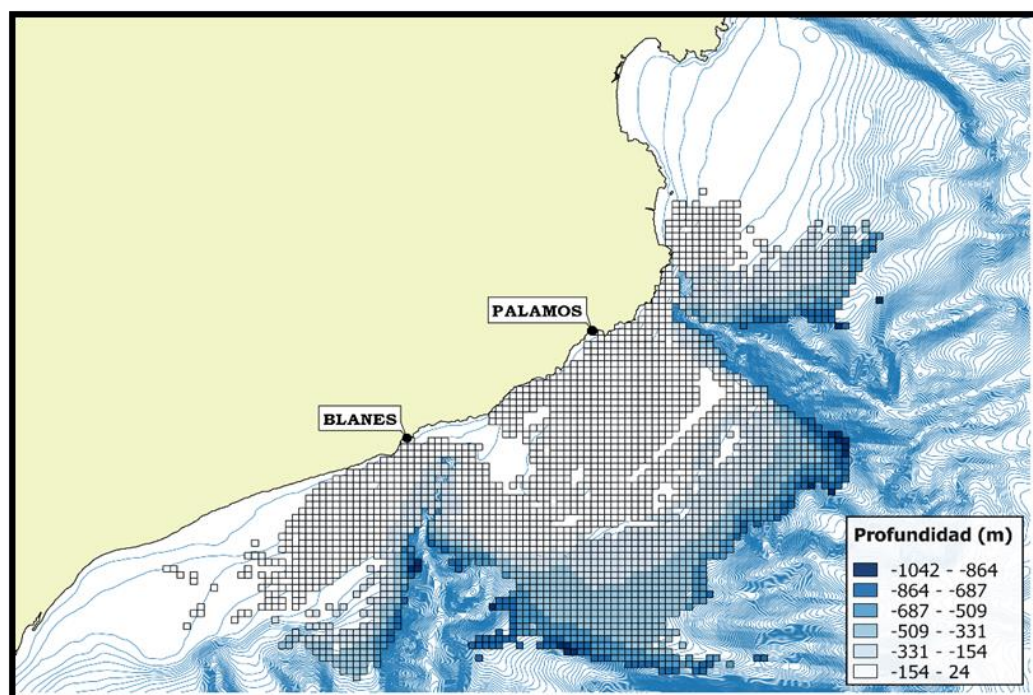 PALAMOS
BLANES
Profundidad (m)
-1042 - -864
-864 - -687
-687 - -509
-509 - -331
-331 - -154
-154 - 24